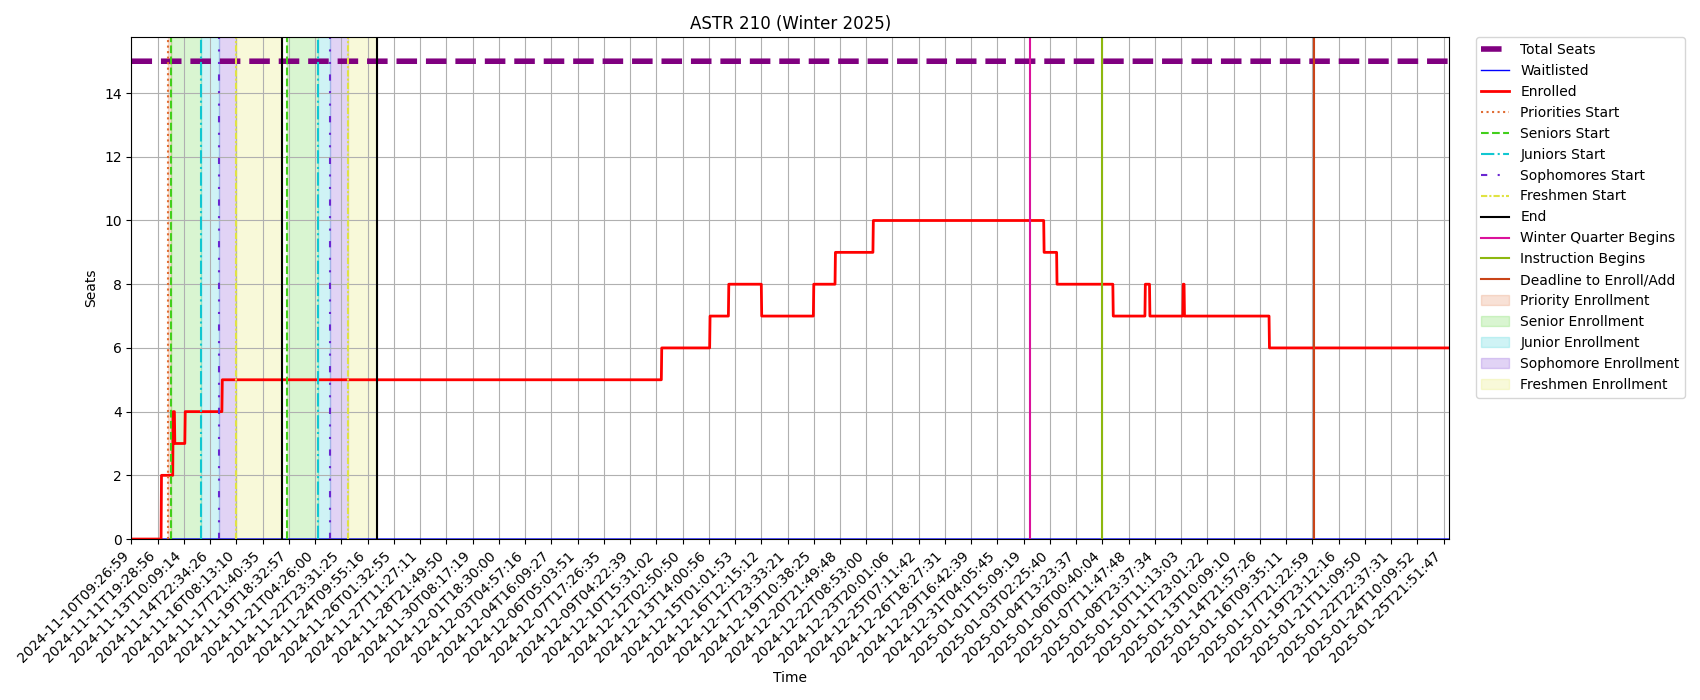 ASTR 210 (Winter 2025)
Seats
14
12
10
8
6
4
2
0
Total Seats
Waitlisted
Enrolled
Priorities Start
Seniors Start
Juniors Start
Sophomores Start
Freshmen Start
End
Winter Quarter Begins
Instruction Begins
Deadline to Enroll/Add
Priority Enrollment
Senior Enrollment
Junior Enrollment
Sophomore Enrollment
Freshmen Enrollment
2024-11-10T09:26:59
2024-11-11T19:28:56
2024-11-13T10:09:14
2024-11-14T22:34:26
2024-11-16T08:13:10
2024-11-17T21:40:35
2024-11-19T18:32:57
2024-11-21T04:26:00
2024-11-22T23:31:25
2024-11-24T09:55:16
2024-11-26T01:32:55
2024-11-27T11:27:11
2024-11-28T21:49:50
2024-11-30T08:17:19
2024-12-01T18:30:00
2024-12-03T04:57:16
2024-12-04T16:09:27
2024-12-06T05:03:51
2024-12-07T17:26:35
2024-12-09T04:22:39
2024-12-10T15:31:02
2024-12-12T02:50:50
2024-12-13T14:00:56
2024-12-15T01:01:53
2024-12-16T12:15:12
2024-12-17T23:33:21
2024-12-19T10:38:25
2024-12-20T21:49:48
2024-12-22T08:53:00
2024-12-23T20:01:06
2024-12-25T07:11:42
2024-12-26T18:27:31
2024-12-29T16:42:39
2024-12-31T04:05:45
2025-01-01T15:09:19
2025-01-03T02:25:40
2025-01-04T13:23:37
2025-01-06T00:40:04
2025-01-07T11:47:48
2025-01-08T23:37:34
2025-01-10T11:13:03
2025-01-11T23:01:22
2025-01-13T10:09:10
2025-01-14T21:57:26
2025-01-16T09:35:11
2025-01-17T21:22:59
2025-01-19T23:12:16
2025-01-21T11:09:50
2025-01-22T22:37:31
2025-01-24T10:09:52
2025-01-25T21:51:47
Time